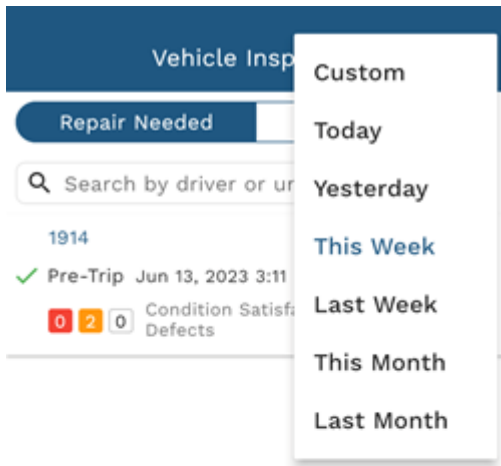 Vehicle Insp
Repair Needed
Search by driver or
1914
Pre-Trip Jun 13, 2023 3:11
0 2 0 Condition
Defects
Custom
Today
Yesterday
This Week
Last Week
This Month
Last Month